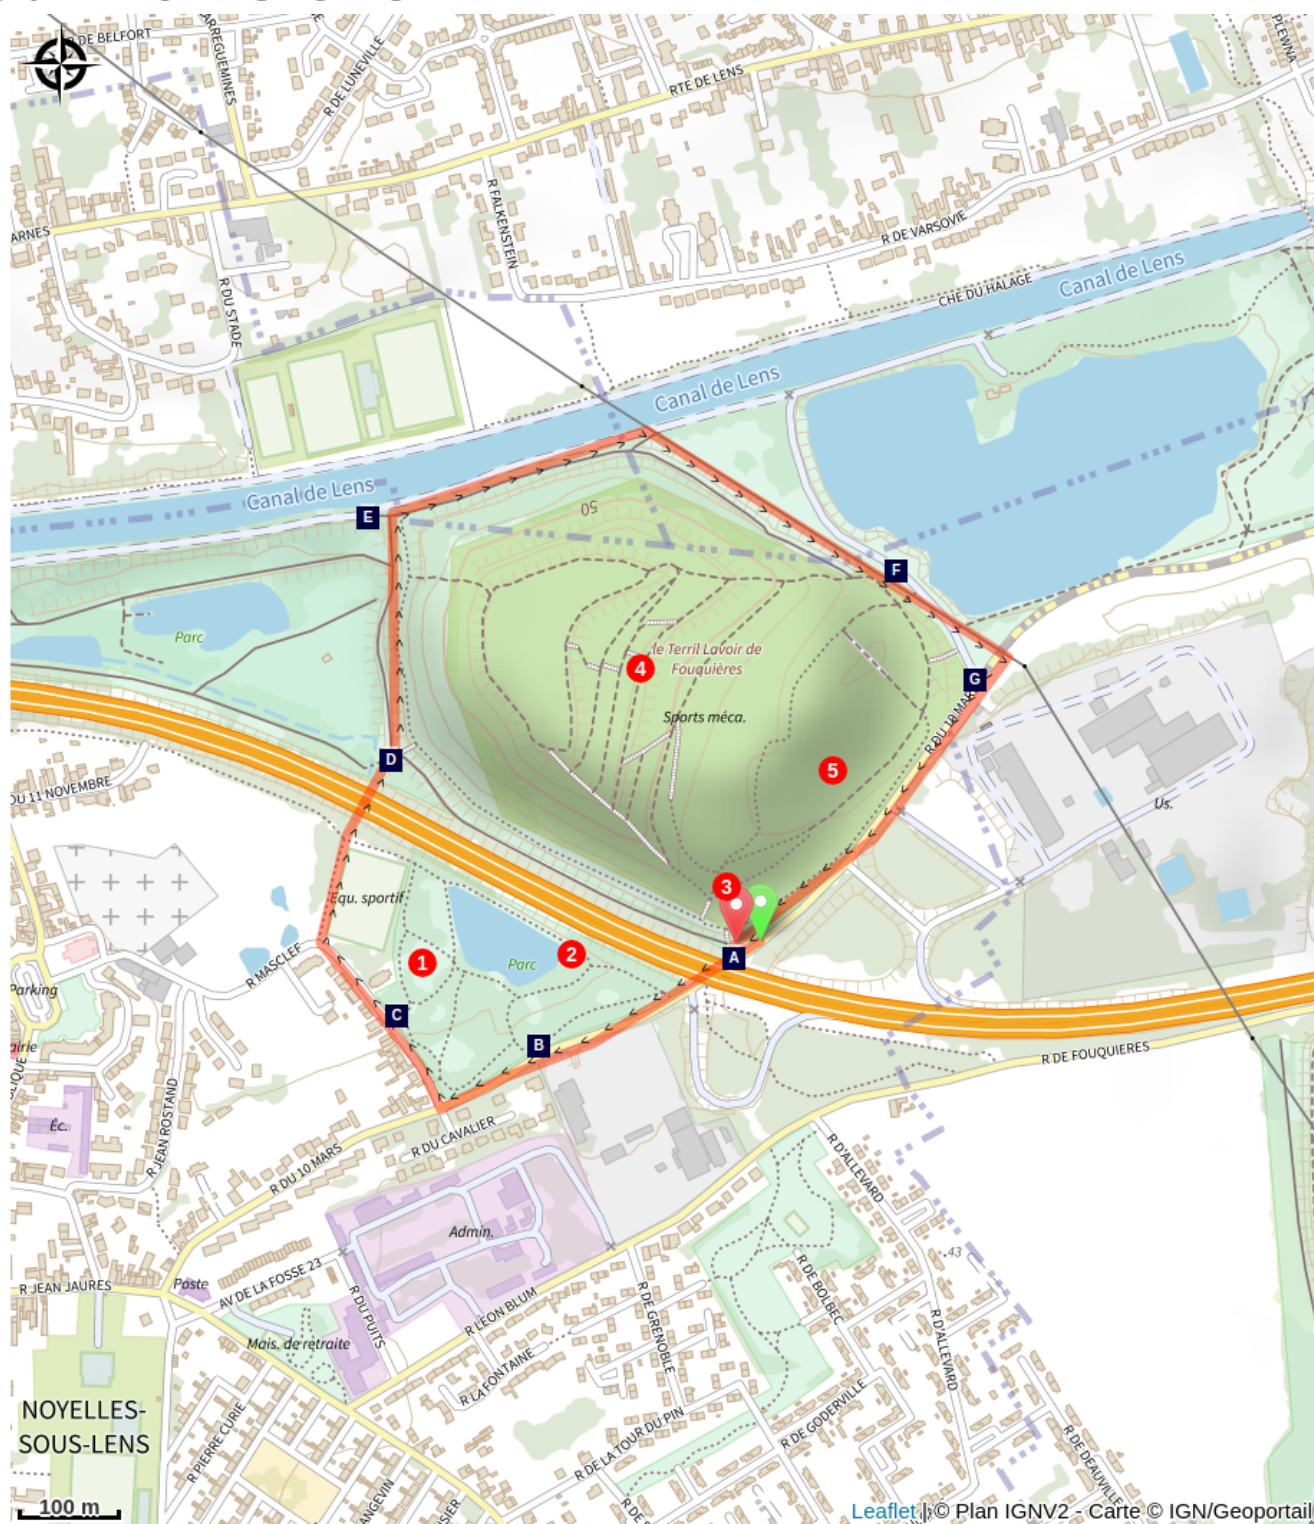 R DE BELFORT
R DE LUNEVILLE
RTE DE LENS
PLEWNA
R FALKENSTEIN
ARNES
R DE VARSOVIE
R DU STADE
CHE DU HALAGE
Canal de Lens
Canal de Lens
Canal de Lens
E
50
F
Parc
le Terril Lavoir de
Fouquières
4
G
Sports méca.
D
5
DU 11 NOVEMBRE
Us.
3
Equ. sportif
1
2
Parc
A
R MASCLEF
Parking
C
B
R DE FOUQUIERES
Éc.
R JEAN ROSTAND
R DU CAVALIER
R DU 10 MARS
R D'ALLEVARD
Admin.
43
R JEAN JAURES
Poste
AV DE LA FOSSE 23
R DU PUITS
R LEON BLUM
R DE GRENOBLE
R DE BOLBEC
R D'ALLEVARD
Mais. de retraite
R LA FONTAINE
NOYELLES-
SOUS-LENS
R PIERRE CURIE
R DE LA TOUR DU PIN
R DE GODERVILLE
R DE DEAUVILLE
100 m
Leaflet | © Plan IGNV2 - Carte © IGN/Geoportail